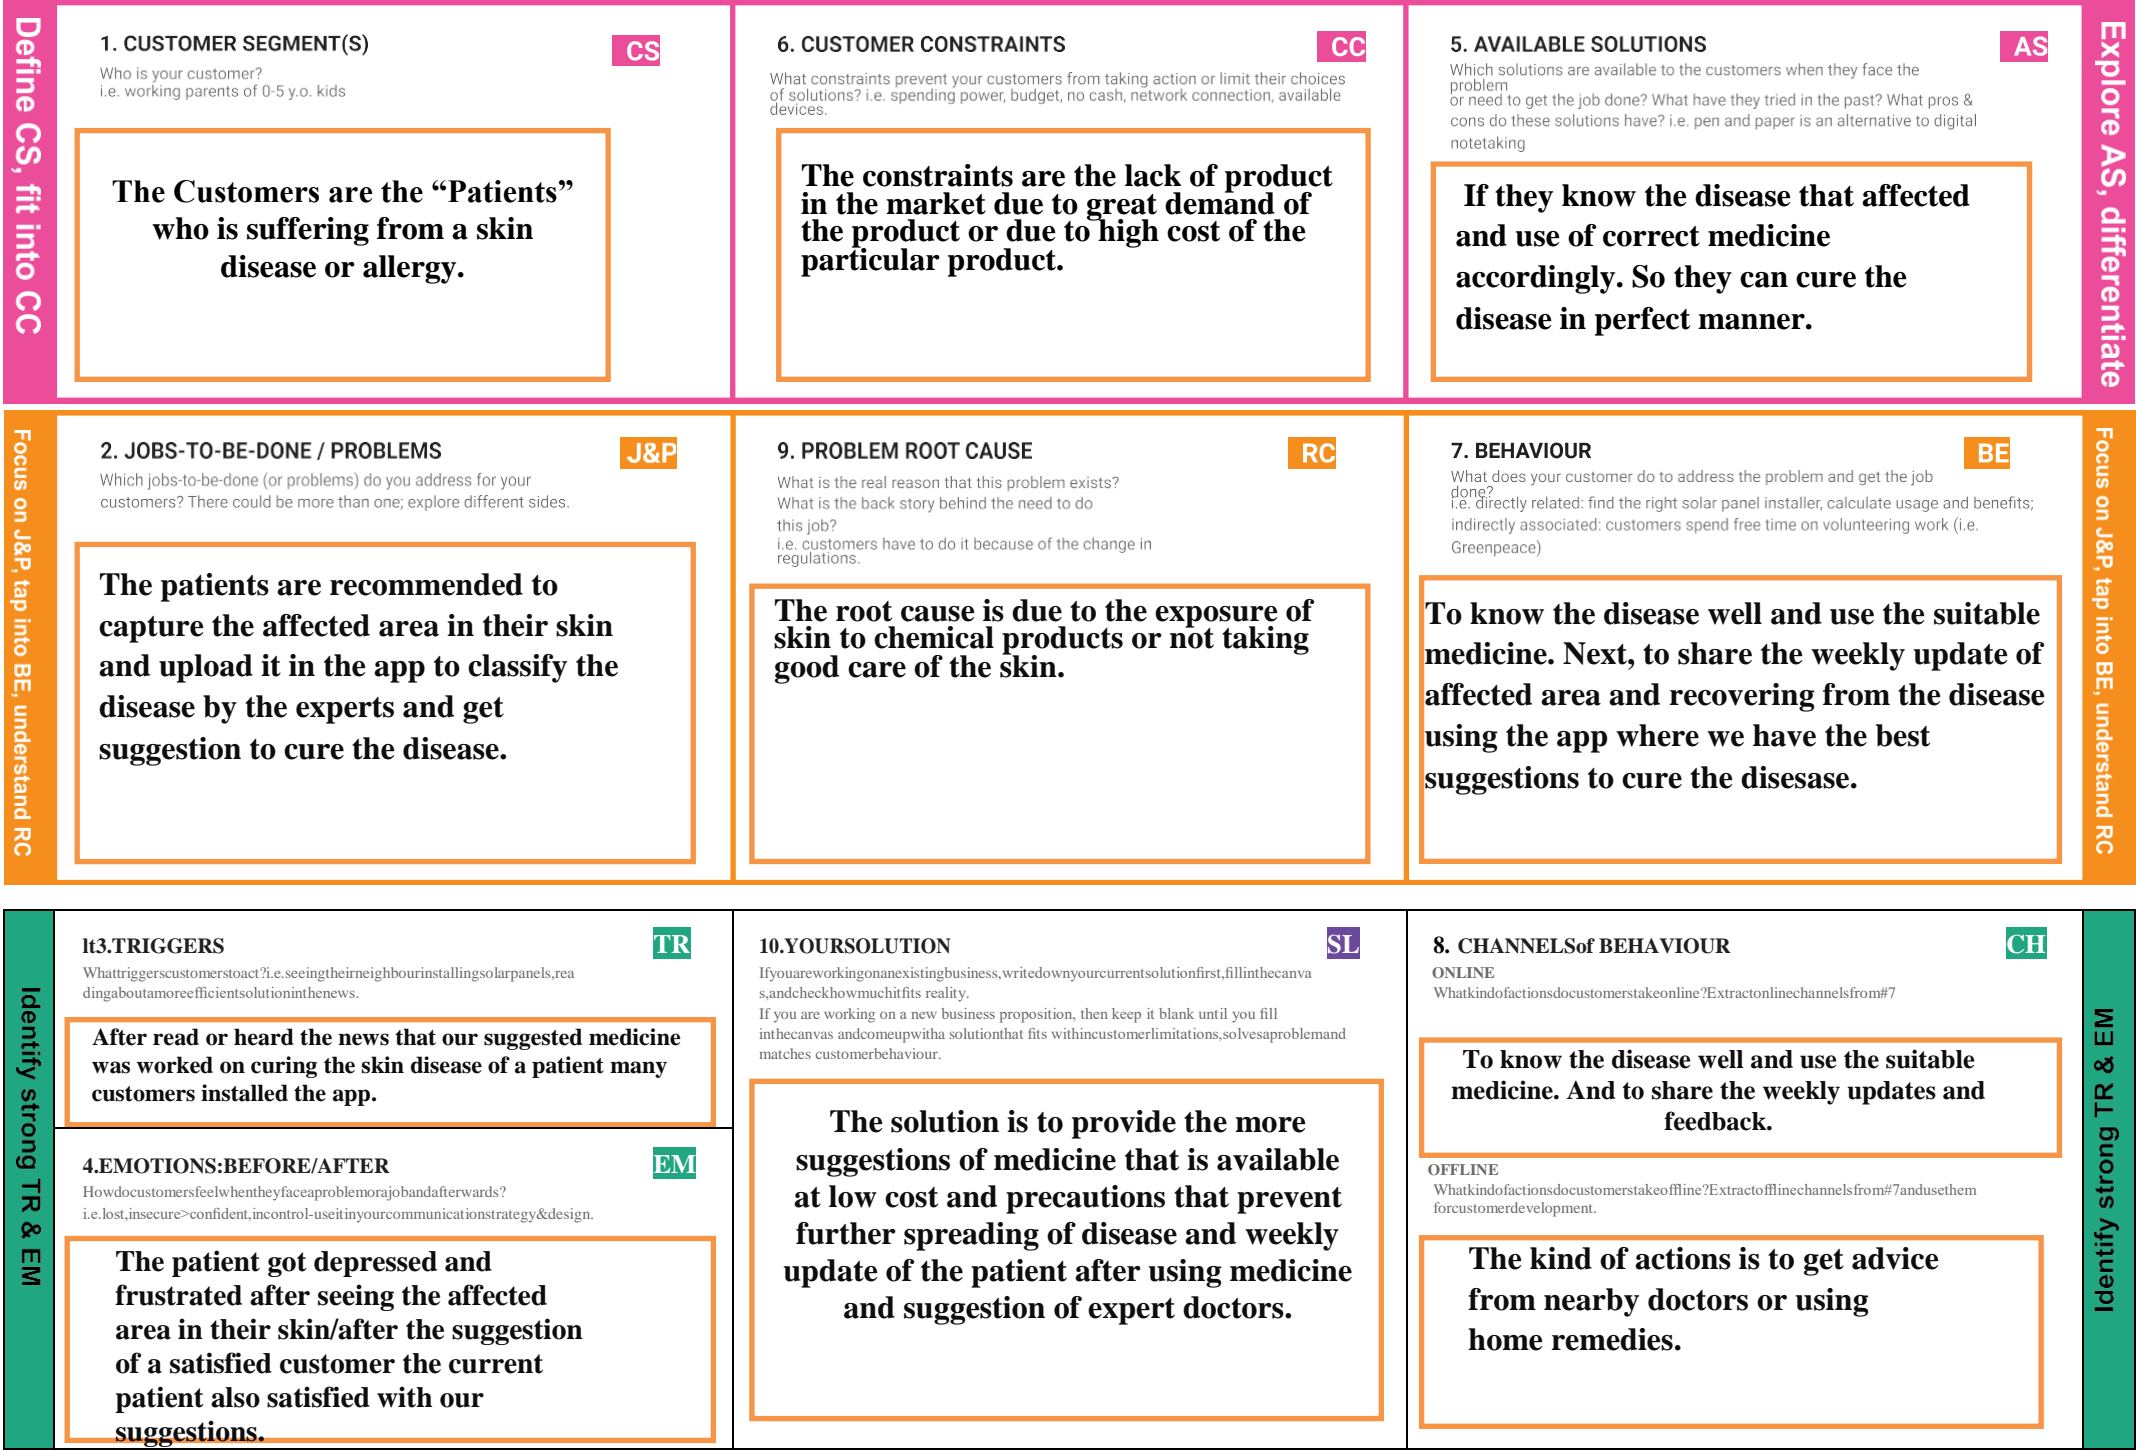 Define CS, fit into CC
1. CUSTOMER SEGMENT(S)
CS
Who is your customer?
i.e. working parents of 0-5 y.o. kids
The Customers are the “Patients”
who is suffering from a skin
disease or allergy.
6. CUSTOMER CONSTRAINTS
CC
What constraints prevent your customers from taking action or limit their choices
of solutions? i.e. spending power, budget, no cash, network connection, available
devices.
The constraints are the lack of product
in the market due to great demand of
the product or due to high cost of the
particular product.
5. AVAILABLE SOLUTIONS
AS
Which solutions are available to the customers when they face the
problem
or need to get the job done? What have they tried in the past? What pros &
cons do these solutions have? i.e. pen and paper is an alternative to digital
notetaking
If they know the disease that affected
and use of correct medicine
accordingly. So they can cure the
disease in perfect manner.
Explore AS, differentiate
Focus on J&P, tap into BE, understand RC
2. JOBS-TO-BE-DONE / PROBLEMS
J&P
Which jobs-to-be-done (or problems) do you address for your
customers? There could be more than one; explore different sides.
The patients are recommended to
capture the affected area in their skin
and upload it in the app to classify the
disease by the experts and get
suggestion to cure the disease.
9. PROBLEM ROOT CAUSE
RC
What is the real reason that this problem exists?
What is the back story behind the need to do
this job?
i.e. customers have to do it because of the change in
regulations.
The root cause is due to the exposure of
skin to chemical products or not taking
good care of the skin.
7. BEHAVIOUR
BE
What does your customer do to address the problem and get the job
done?
i.e. directly related: find the right solar panel installer, calculate usage and benefits;
indirectly associated: customers spend free time on volunteering work (i.e.
Greenpeace)
To know the disease well and use the suitable
medicine. Next, to share the weekly update of
affected area and recovering from the disease
using the app where we have the best
suggestions to cure the disesase.
Focus on J&P, tap into BE, understand RC
Identify strong TR & EM
lt3.TRIGGERS
TR
Whattriggerscustomerstoact?i.e.seeingtheirneighbourinstallingsolarpanels,rea
dingaboutamoreefficientsolutioninthenews.
After read or heard the news that our suggested medicine
was worked on curing the skin disease of a patient many
customers installed the app.
4.EMOTIONS:BEFORE/AFTER
EM
Howdocustomersfeelwhentheyfaceaproblemorajobandafterwards?
i.e.lost,insecure>confident,incontrol-useitinyourcommunicationstrategy&design.
The patient got depressed and
frustrated after seeing the affected
area in their skin/after the suggestion
of a satisfied customer the current
patient also satisfied with our
suggestions.
10.YOURSOLUTION
SL
Ifyouareworkingonanexistingbusiness,writedownyourcurrentsolutionfirst,fillinthecanva
s,andcheckhowmuchitfits reality.
If you are working on a new business proposition, then keep it blank until you fill
inthecanvas andcomeupwitha solutionthat fits withincustomerlimitations,solvesaproblemand
matches customerbehaviour.
The solution is to provide the more
suggestions of medicine that is available
at low cost and precautions that prevent
further spreading of disease and weekly
update of the patient after using medicine
and suggestion of expert doctors.
8. CHANNELSof BEHAVIOUR
CH
ONLINE
Whatkindofactionsdocustomerstakeonline?Extractonlinechannelsfrom#7
To know the disease well and use the suitable
medicine. And to share the weekly updates and
feedback.
OFFLINE
Whatkindofactionsdocustomerstakeoffline?Extractofflinechannelsfrom#7andusethem
forcustomerdevelopment.
The kind of actions is to get advice
from nearby doctors or using
home remedies.
Identify strong TR & EM